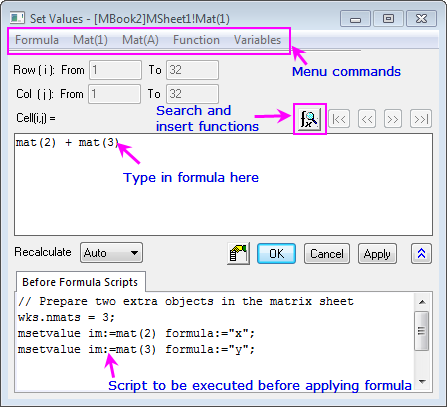 Set Values - [MBook2]MSheet1!Mat(1)
Formula Mat(1) Mat(A) Function Variables
Menu commands
Row ( i ): From 1 To 32
Col ( j ): From 1 To 32
Search and
insert functions
Cell(i,j) =
mat(2) + mat(3)
Type in formula here
Recalculate Auto OK Cancel Apply
Before Formula Scripts
// Prepare two extra objects in the matrix sheet
wks.nmats = 3;
msetvalue im:=mat(2) formula:="x";
msetvalue im:=mat(3) formula:="y";
Script to be executed before applying formula